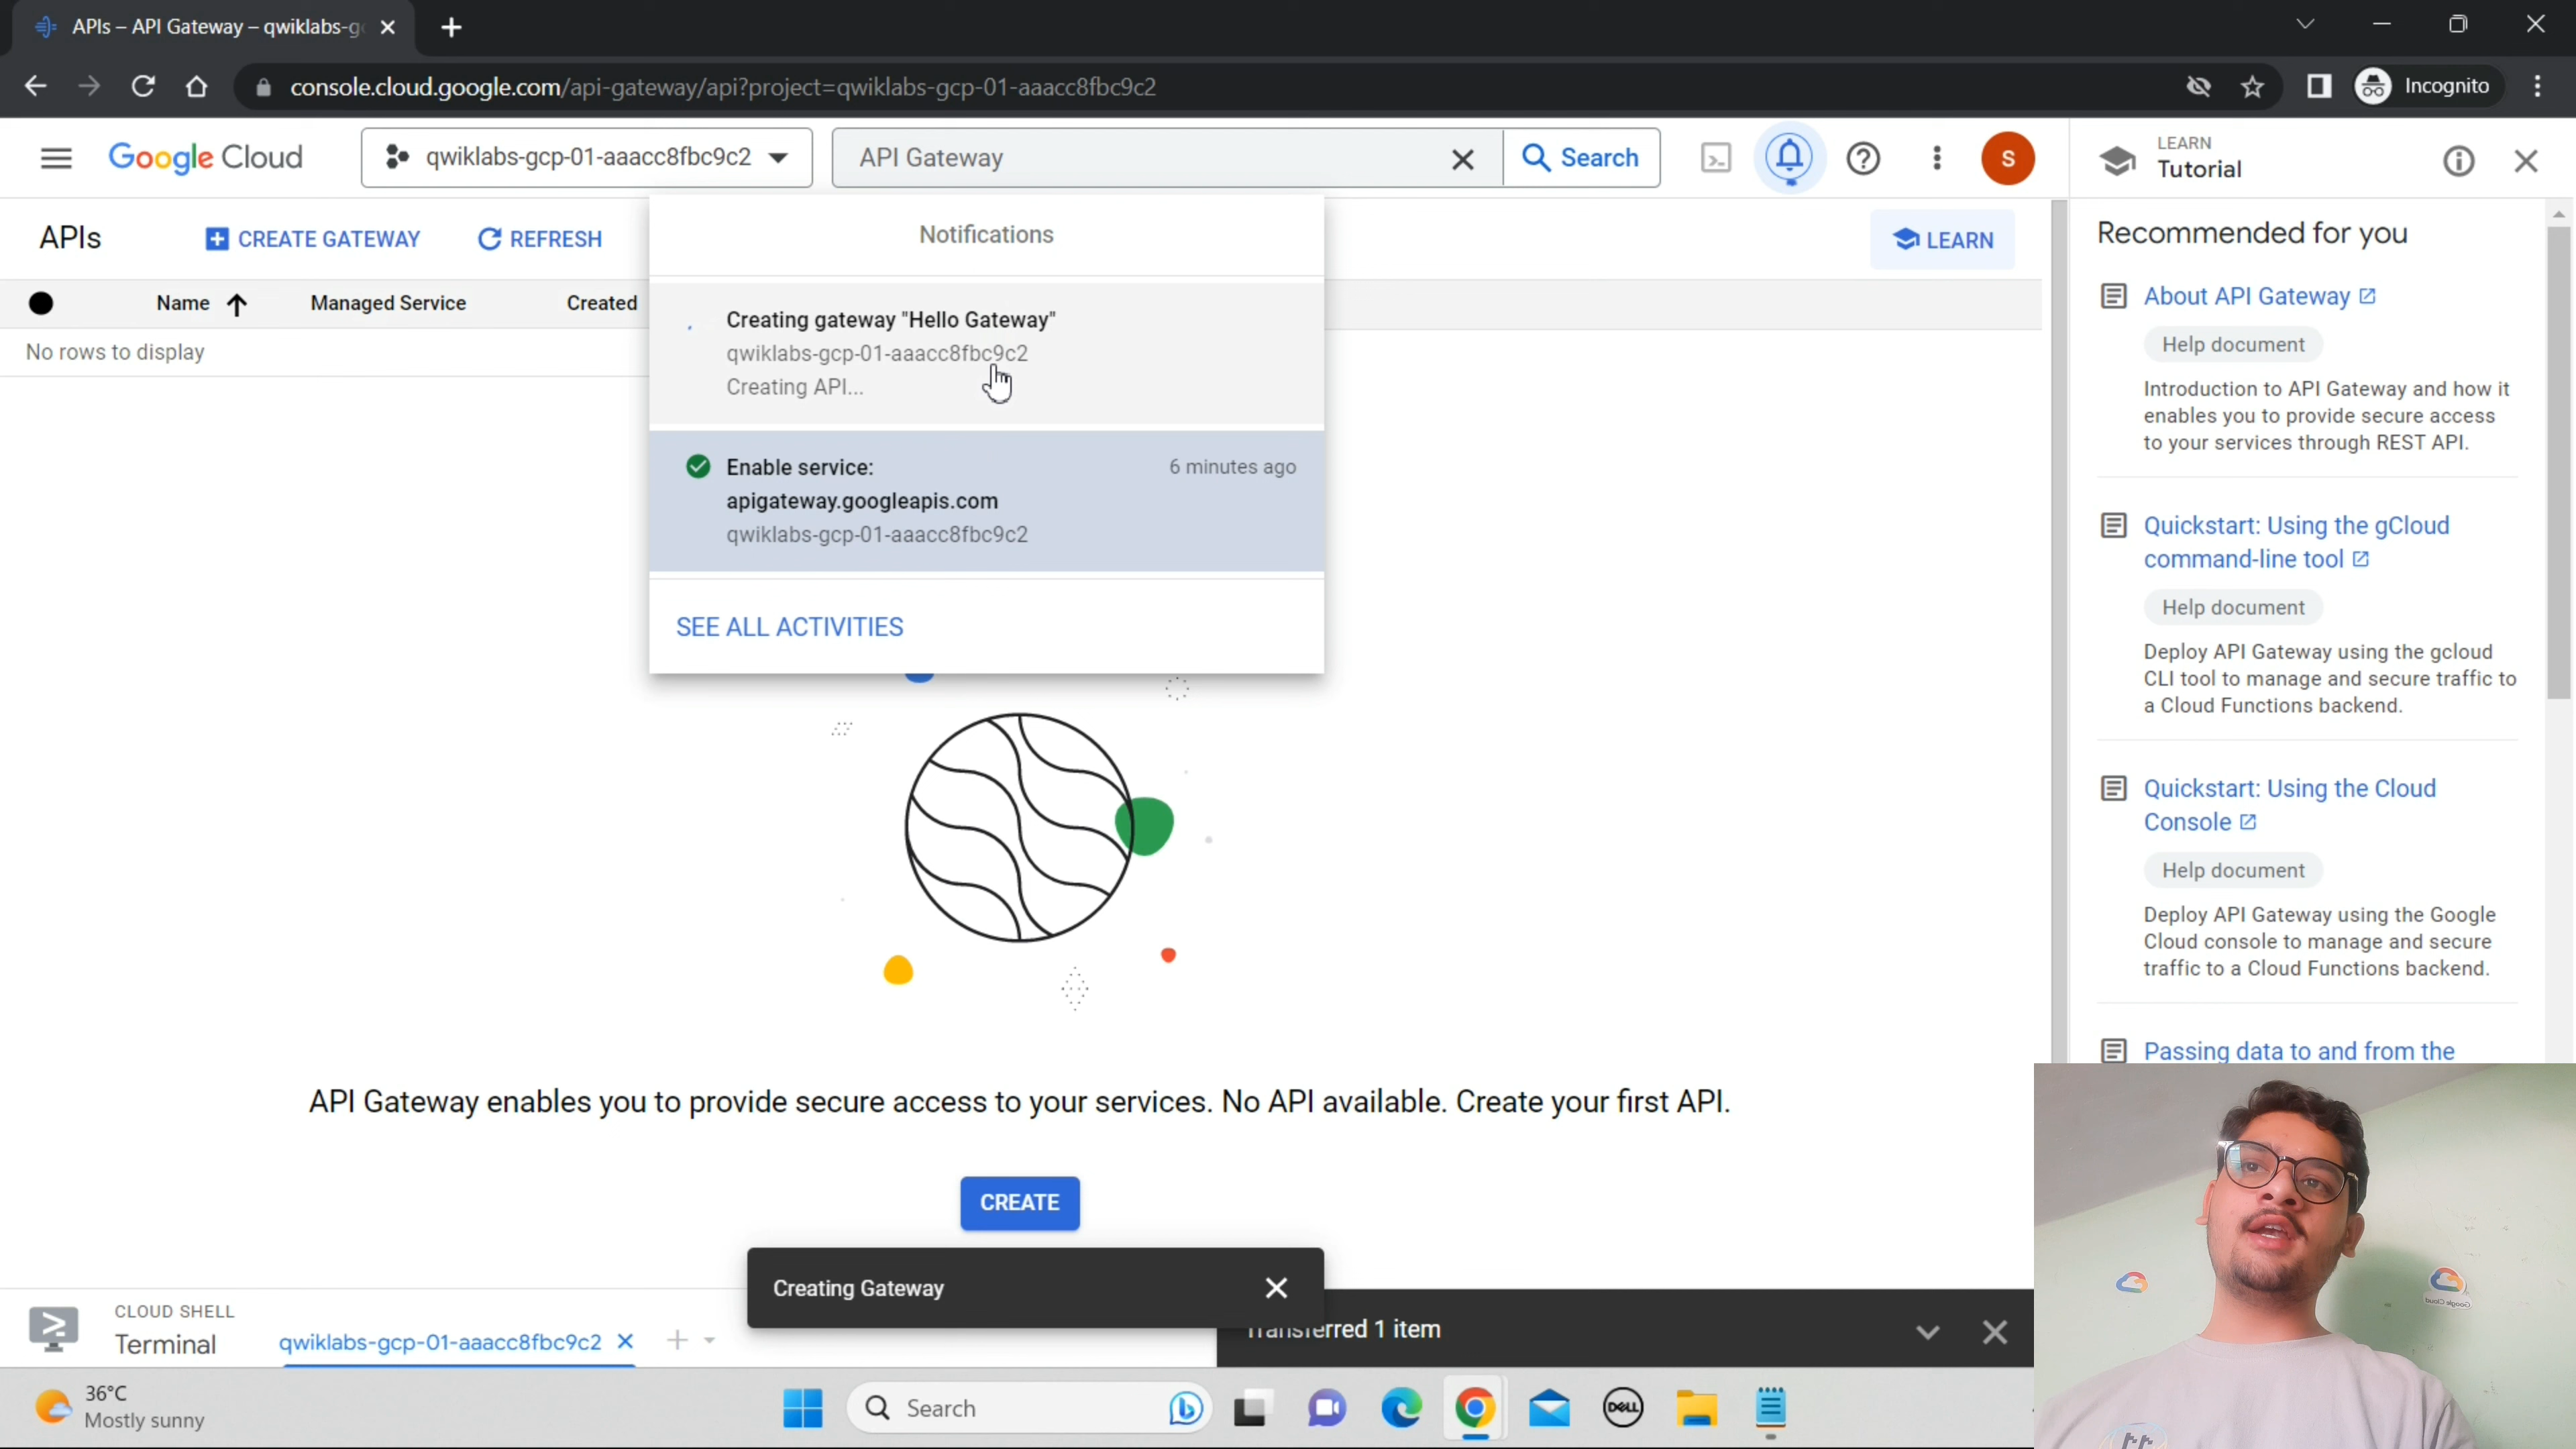 APIs – API Gateway – qwiklabs-g
console.cloud.google.com/api-gateway/api?project=qwiklabs-gcp-01-aaacc8fbc9c2
Incognito
Google Cloud
qwiklabs-gcp-01-aaacc8fbc9c2
API Gateway
Search
S
LEARN
Tutorial
APIs
CREATE GATEWAY
REFRESH
LEARN
Name
Managed Service
Created
No rows to display
Notifications
Creating gateway "Hello Gateway"
qwiklabs-gcp-01-aaacc8fbc9c2
Creating API...
Enable service:
6 minutes ago
apigateway.googleapis.com
qwiklabs-gcp-01-aaacc8fbc9c2
SEE ALL ACTIVITIES
API Gateway enables you to provide secure access to your services. No API available. Create your first API.
CREATE
Creating Gateway
Transferred 1 item
CLOUD SHELL
Terminal
qwiklabs-gcp-01-aaacc8fbc9c2
Recommended for you
About API Gateway
Help document
Introduction to API Gateway and how it
enables you to provide secure access
to your services through REST API.
Quickstart: Using the gCloud
command-line tool
Help document
Deploy API Gateway using the gcloud
CLI tool to manage and secure traffic to
a Cloud Functions backend.
Quickstart: Using the Cloud
Console
Help document
Deploy API Gateway using the Google
Cloud console to manage and secure
traffic to a Cloud Functions backend.
Passing data to and from the
Google Cloud
36°C
Mostly sunny
Search
DELL